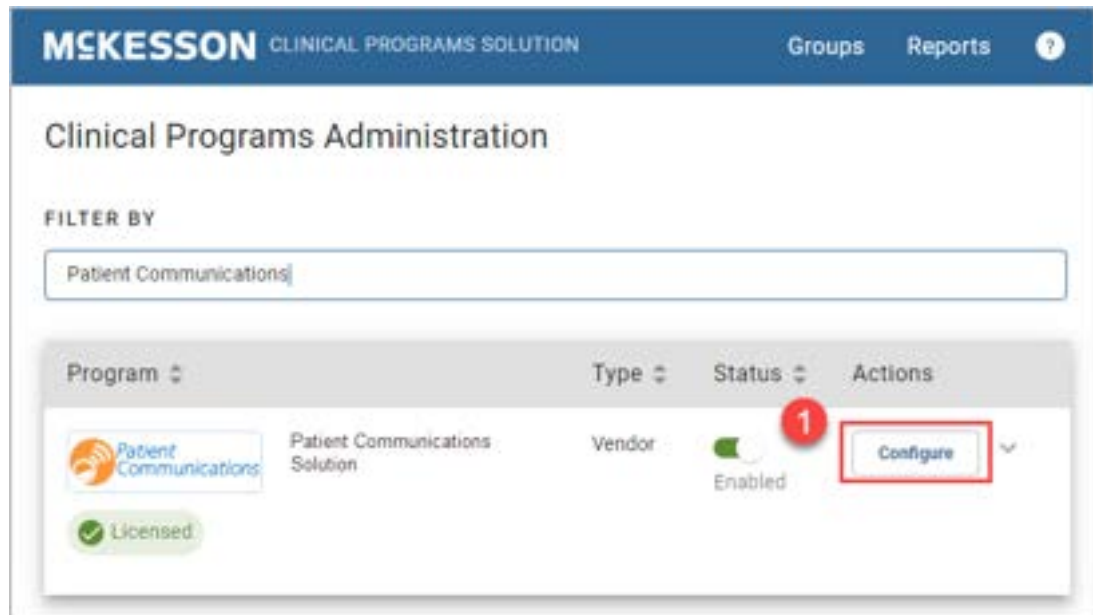 MCKESSON CLINICAL PROGRAMS SOLUTION Groups Reports ?
Clinical Programs Administration
FILTER BY
Patient Communications
Program Type Status Actions
1
Patient
Communications
Patient Communications
Solution
Vendor
Enabled
Configure
Licensed